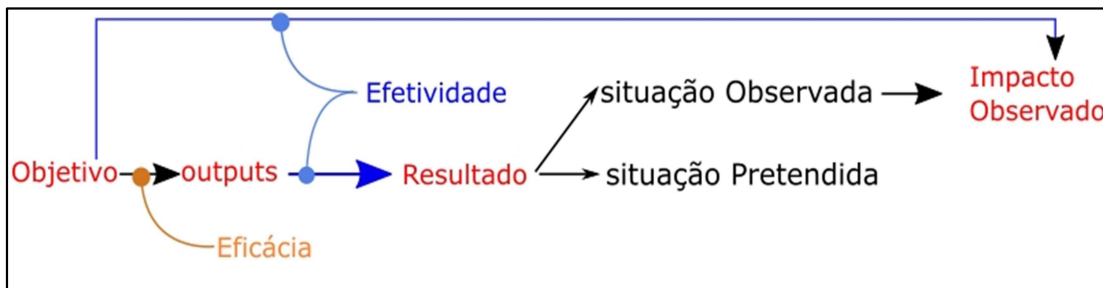 Efetividade
situação Observada
Impacto
Observado
Objetivo
outputs
Resultado
situação Pretendida
Eficácia